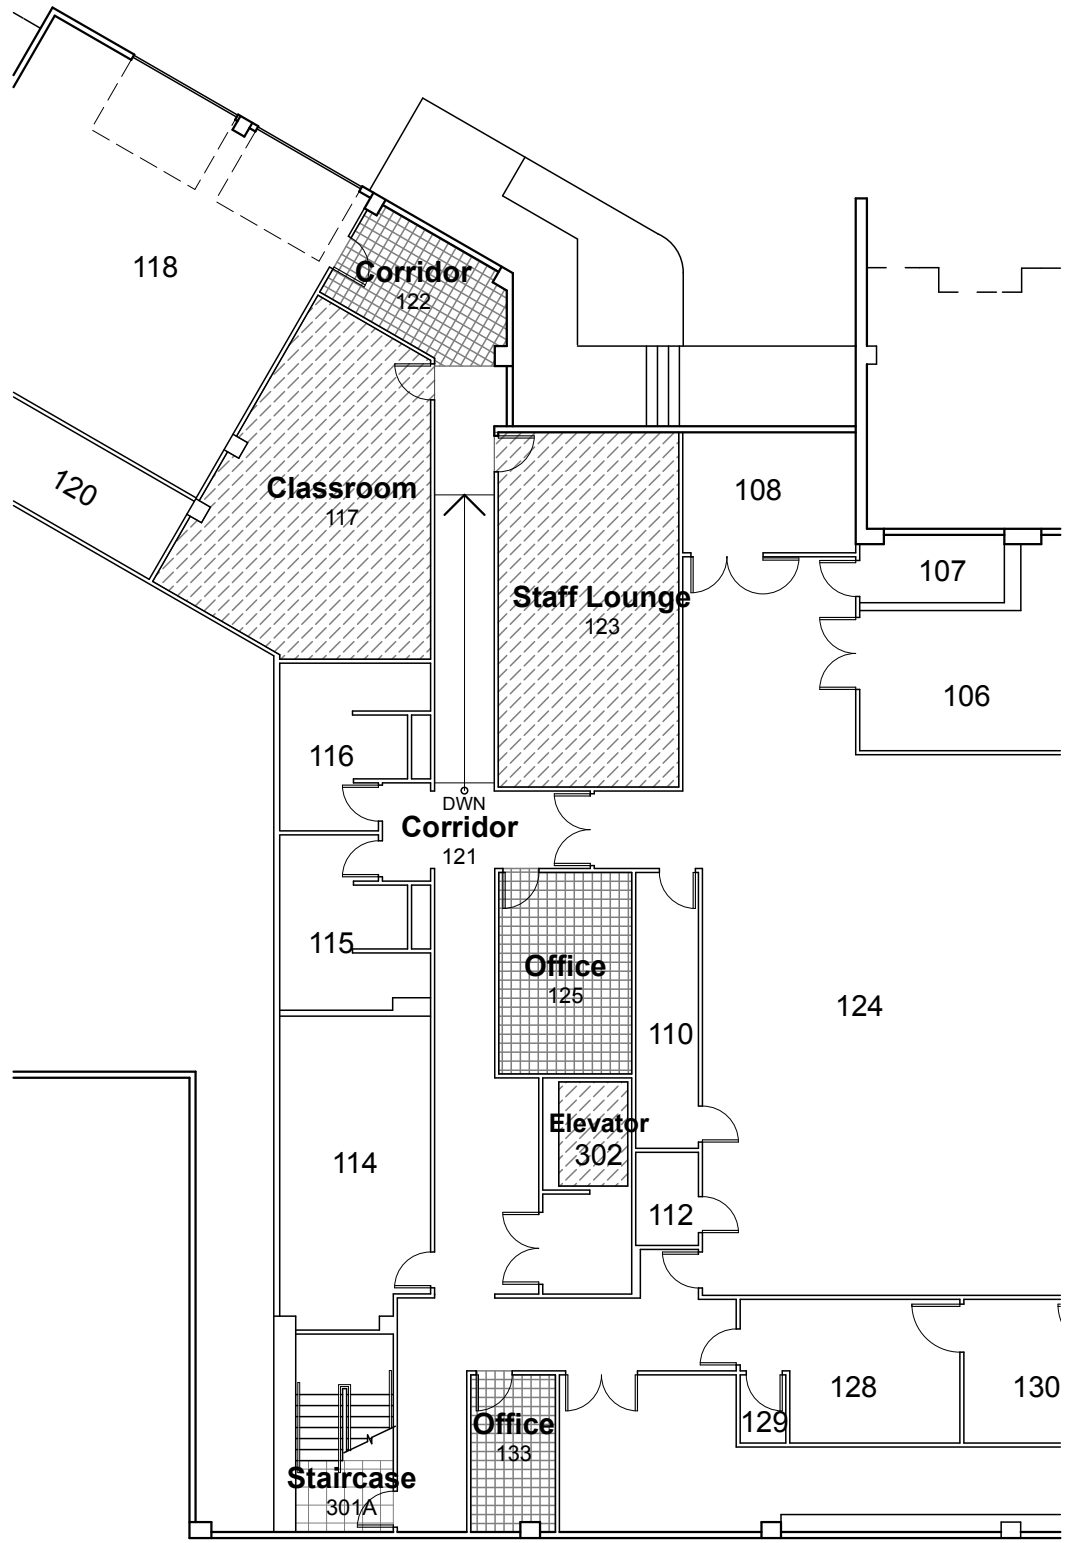 118
Corridor
122
120
Classroom
117
108
107
Staff Lounge
123
106
116
DWN
Corridor
121
115
Office
125
124
110
Elevator
302
114
112
128
130
129
Office
133
Staircase
301A